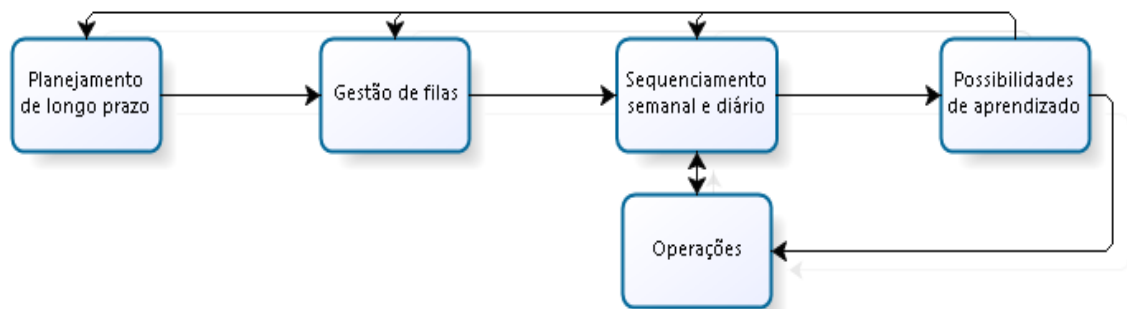 Planejamento
de longo prazo
Gestão de filas
Sequenciamento
semanal e diário
Possibilidades
de aprendizado
Operações